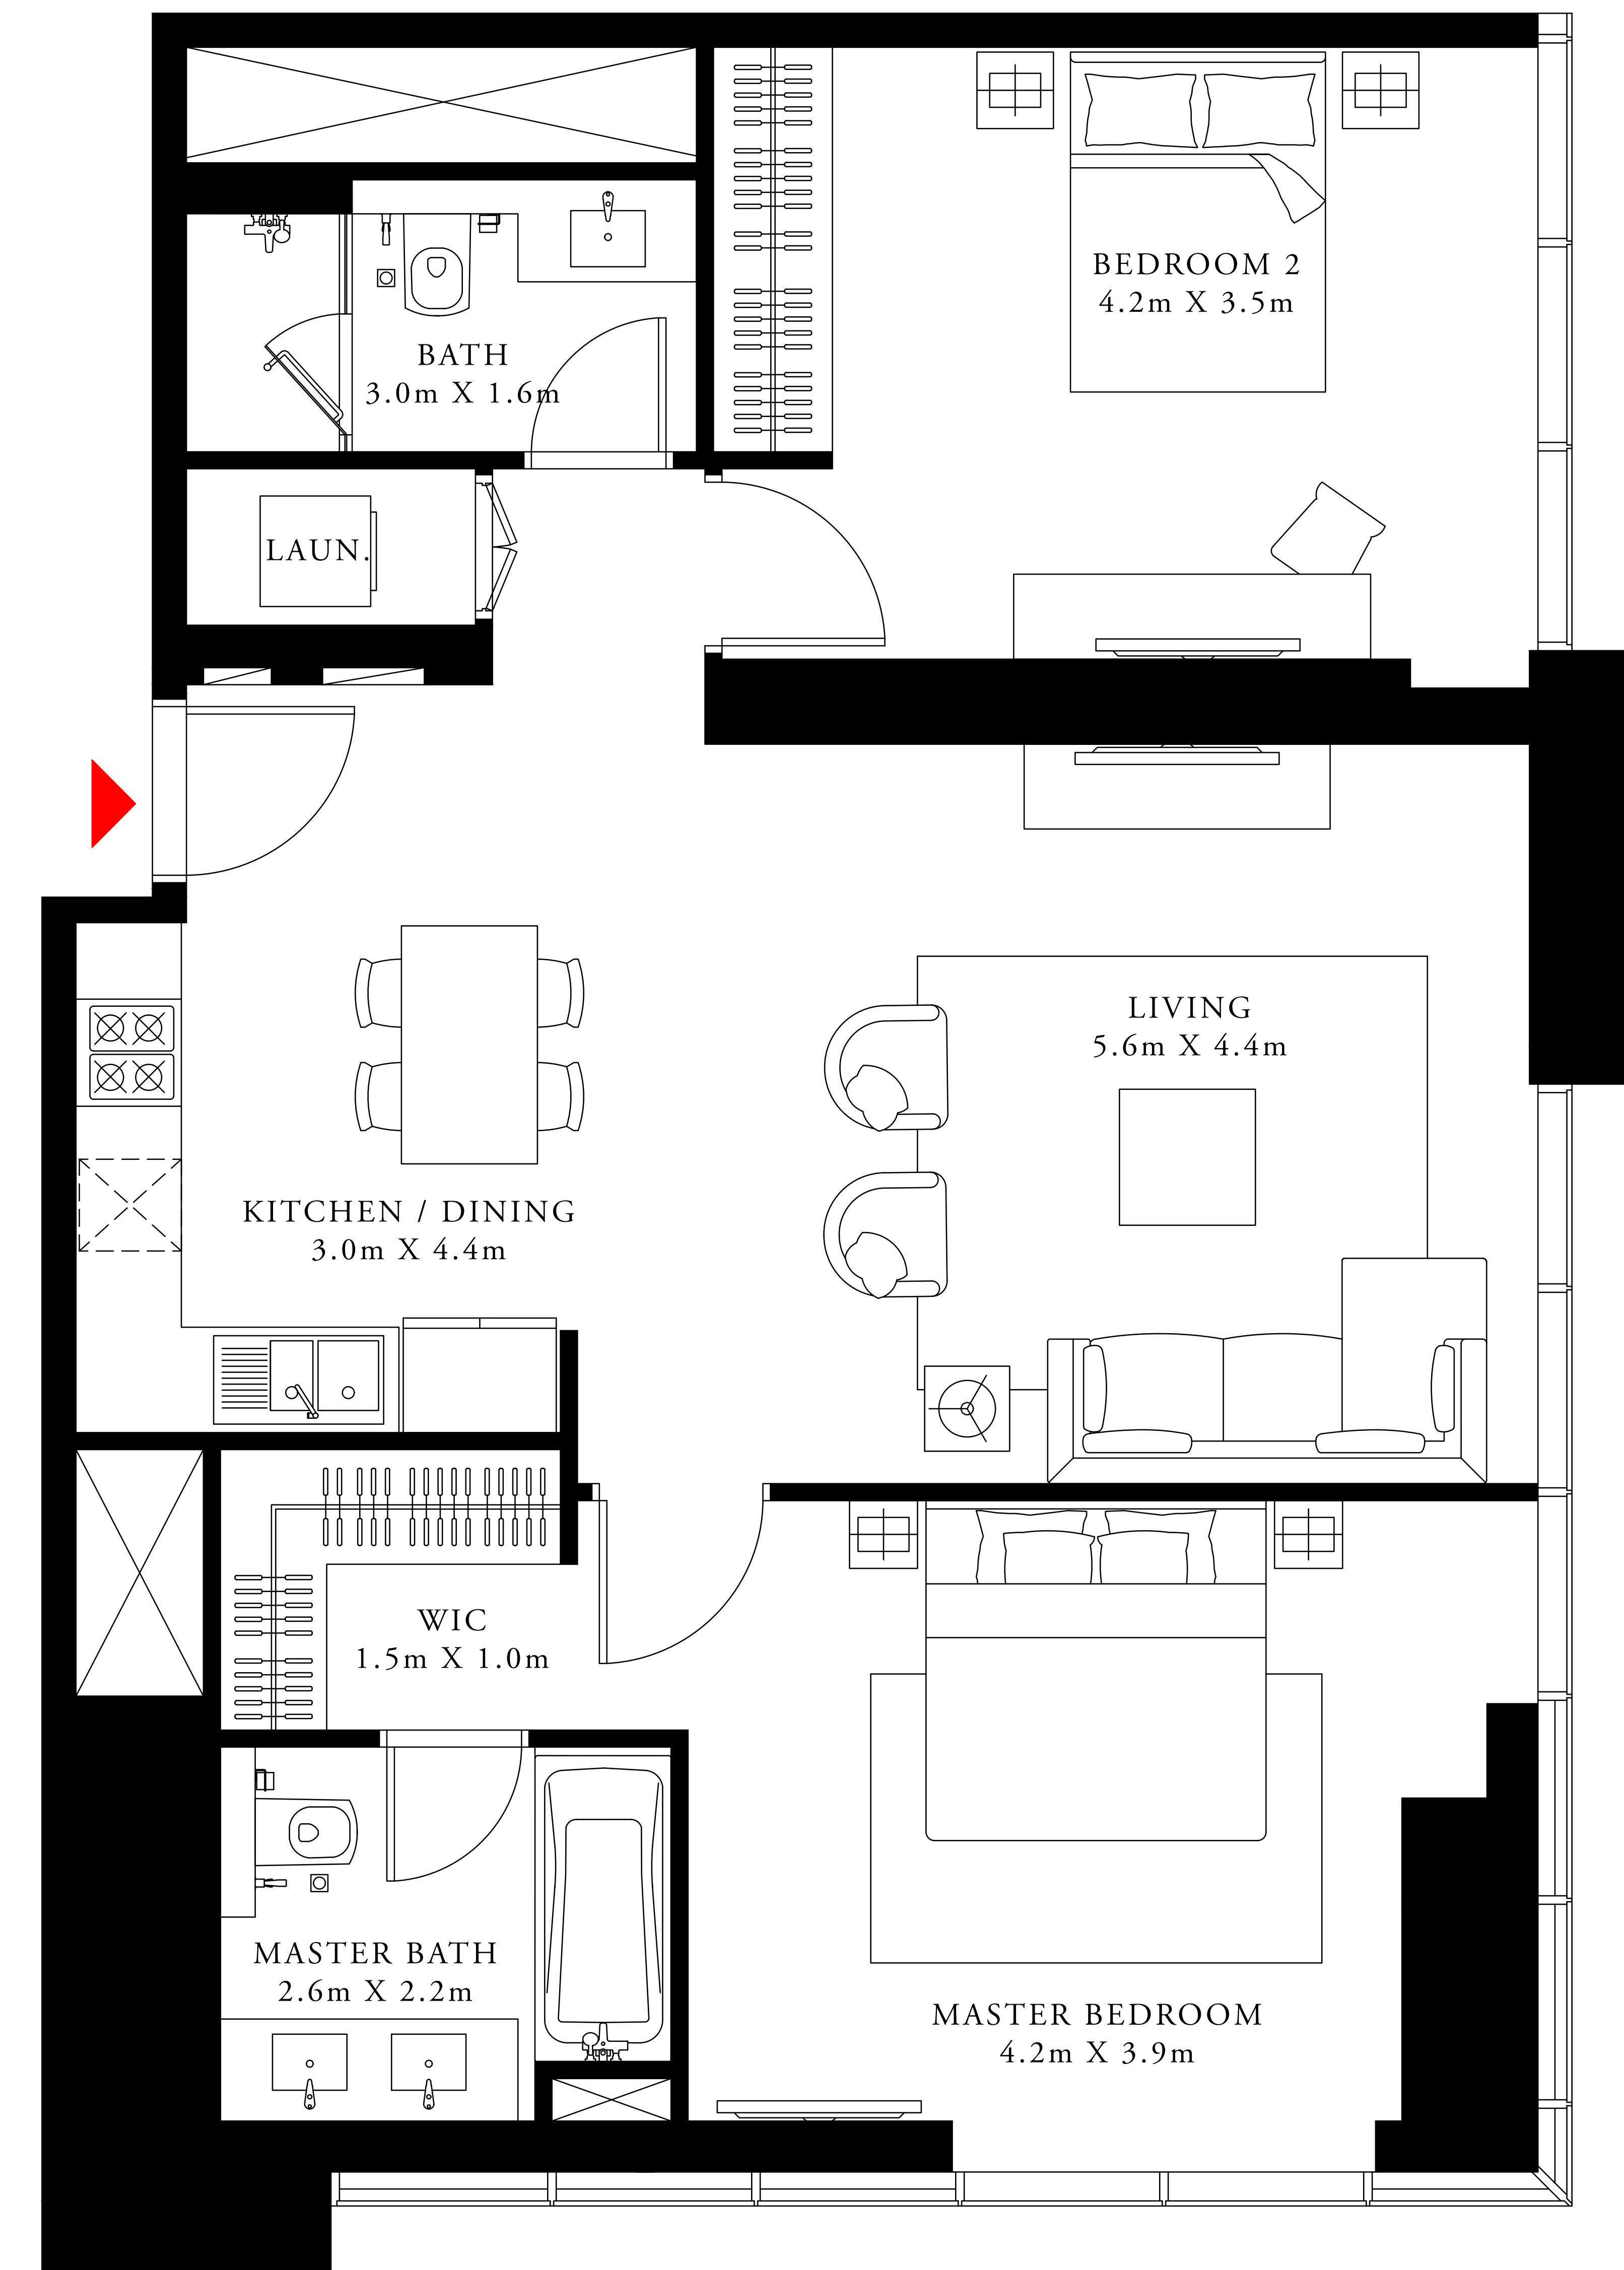 BEDROOM 2
4.2m X 3.5m
BATH
3.0m X 1.6m
LAUN.
LIVING
5.6m X 4.4m
KITCHEN / DINING
3.0m X 4.4m
WIC
1.5m X 1.0m
MASTER BATH
2.6m X 2.2m
MASTER BEDROOM
4.2m X 3.9m